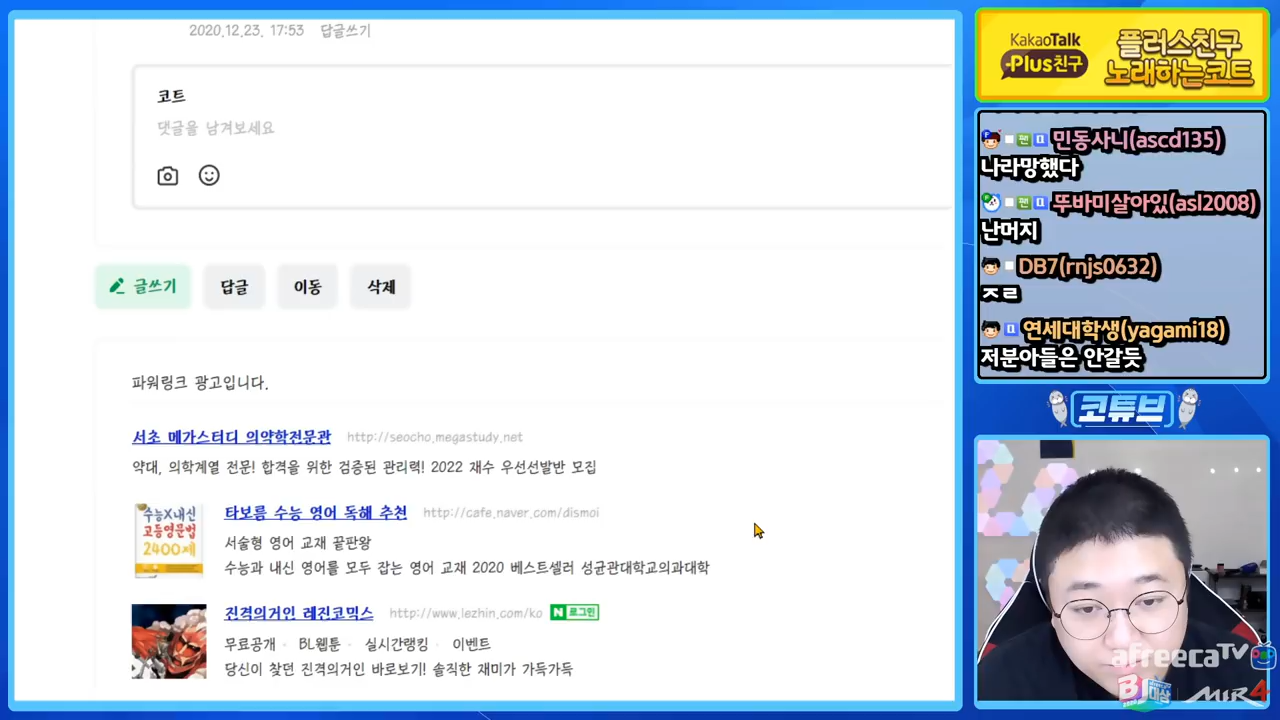 2020.12.23. 17:53 답글쓰기
코트
댓글을 남겨보세요
글쓰기 답글 이동 삭제
파워링크 광고입니다.
서초 메가스터디 의약학전문관 http://seocho.megastudy.net
약대, 의학계열 전문! 합격을 위한 검증된 관리력! 2022 재수 우선선발반 모집
수능X내신
고등영문법
2400제
타보름 수능 영어 독해 추천 http://cafe.naver.com/dismoi
서술형 영어 교재 끝판왕
수능과 내신 영어를 모두 잡는 영어 교재 2020 베스트셀러 성균관대학교의과대학
진격의거인 레진코믹스 http://www.lezhin.com/ko N 로그인
무료공개 · BL웹툰 · 실시간랭킹 · 이벤트
당신이 찾던 진격의거인 바로보기! 솔직한 재미가 가득가득
KakaoTalk
Plus친구
플러스친구
노래하는코트
팬 민동사니(ascd135)
나라망했다
팬 뚜바미살아있(asl2008)
난머지
DB7(rnjs0632)
ㅈㄹ
연세대학생(yagami18)
저분아들은 안갈듯
코튜브
afreecaTV
BJ대상 MIR4